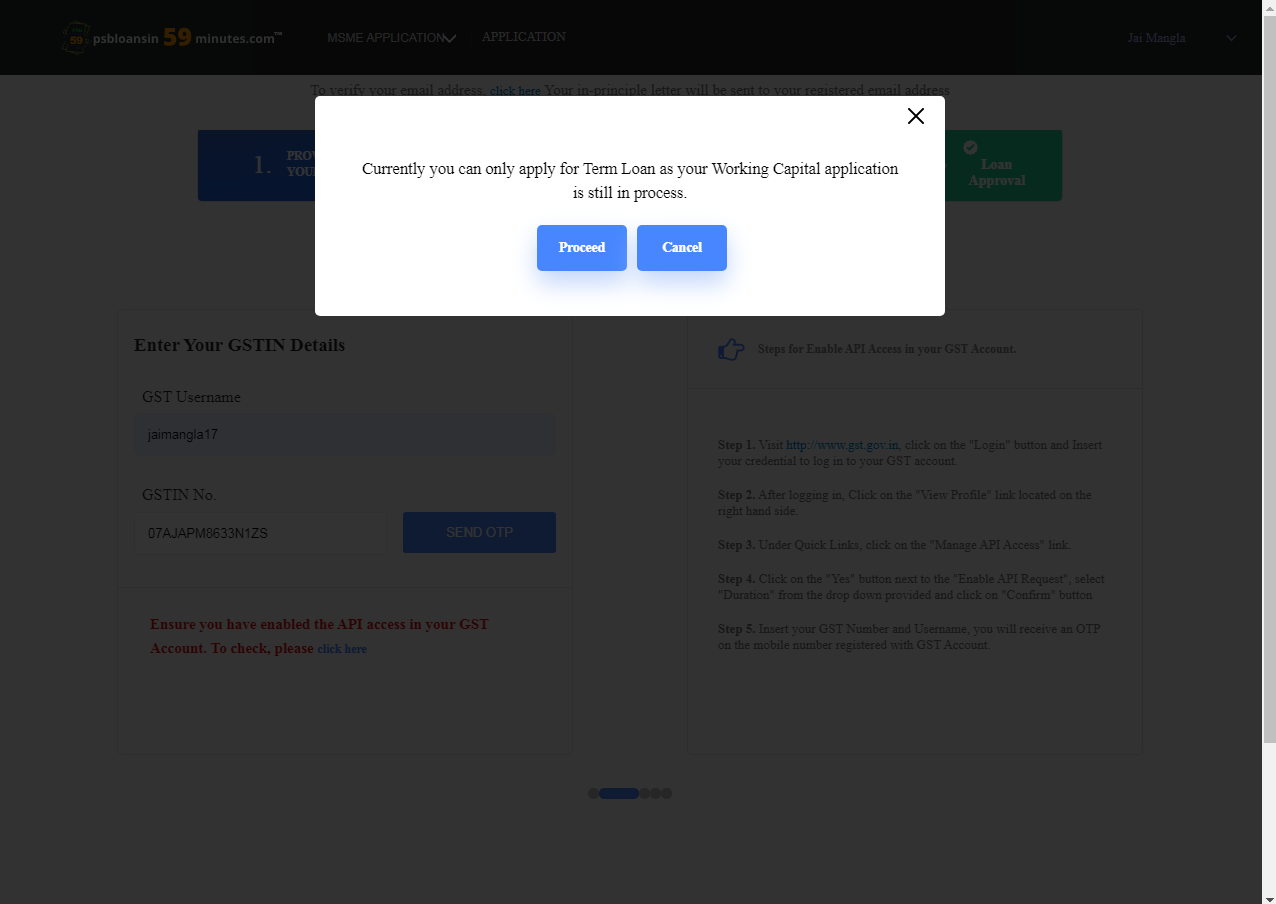 psbloansin 59 minutes.com™
MSME APPLICATION
APPLICATION
Jai Mangla
To verify your email address, click here Your in-principle letter will be sent to your registered email address
1.
Loan
Approval
Currently you can only apply for Term Loan as your Working Capital application
is still in process.
Proceed
Cancel
Enter Your GSTIN Details
GST Username
jaimangla17
GSTIN No.
07AJAPM8633N1ZS
SEND OTP
Ensure you have enabled the API access in your GST
Account. To check, please click here
Steps for Enable API Access in your GST Account.
Step 1. Visit http://www.gst.gov.in, click on the "Login" button and Insert
your credential to log in to your GST account.
Step 2. After logging in, Click on the "View Profile" link located on the
right hand side.
Step 3. Under Quick Links, click on the "Manage API Access" link.
Step 4. Click on the "Yes" button next to the "Enable API Request", select
"Duration" from the drop down provided and click on "Confirm" button
Step 5. Insert your GST Number and Username, you will receive an OTP
on the mobile number registered with GST Account.